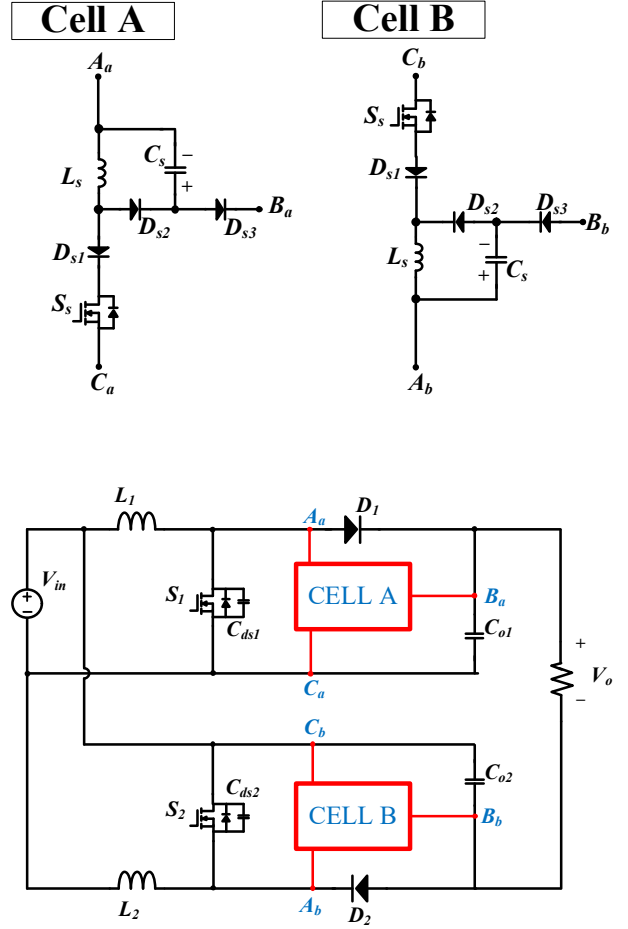 Cell A
Cell B
Aa
Cb
Ss
Cs
−
+
Ls
Ds1
Ds2
Ds3
Ba
Ds1
Ds2
Ds3
Bb
−
+
Ls
Cs
Ss
Ca
Ab
L1
Aa
D1
Vin
+
−
S1
Cds1
CELL A
Ba
Co1
+
Vo
−
Ca
Cb
Cds2
S2
CELL B
Co2
Bb
L2
Ab
D2